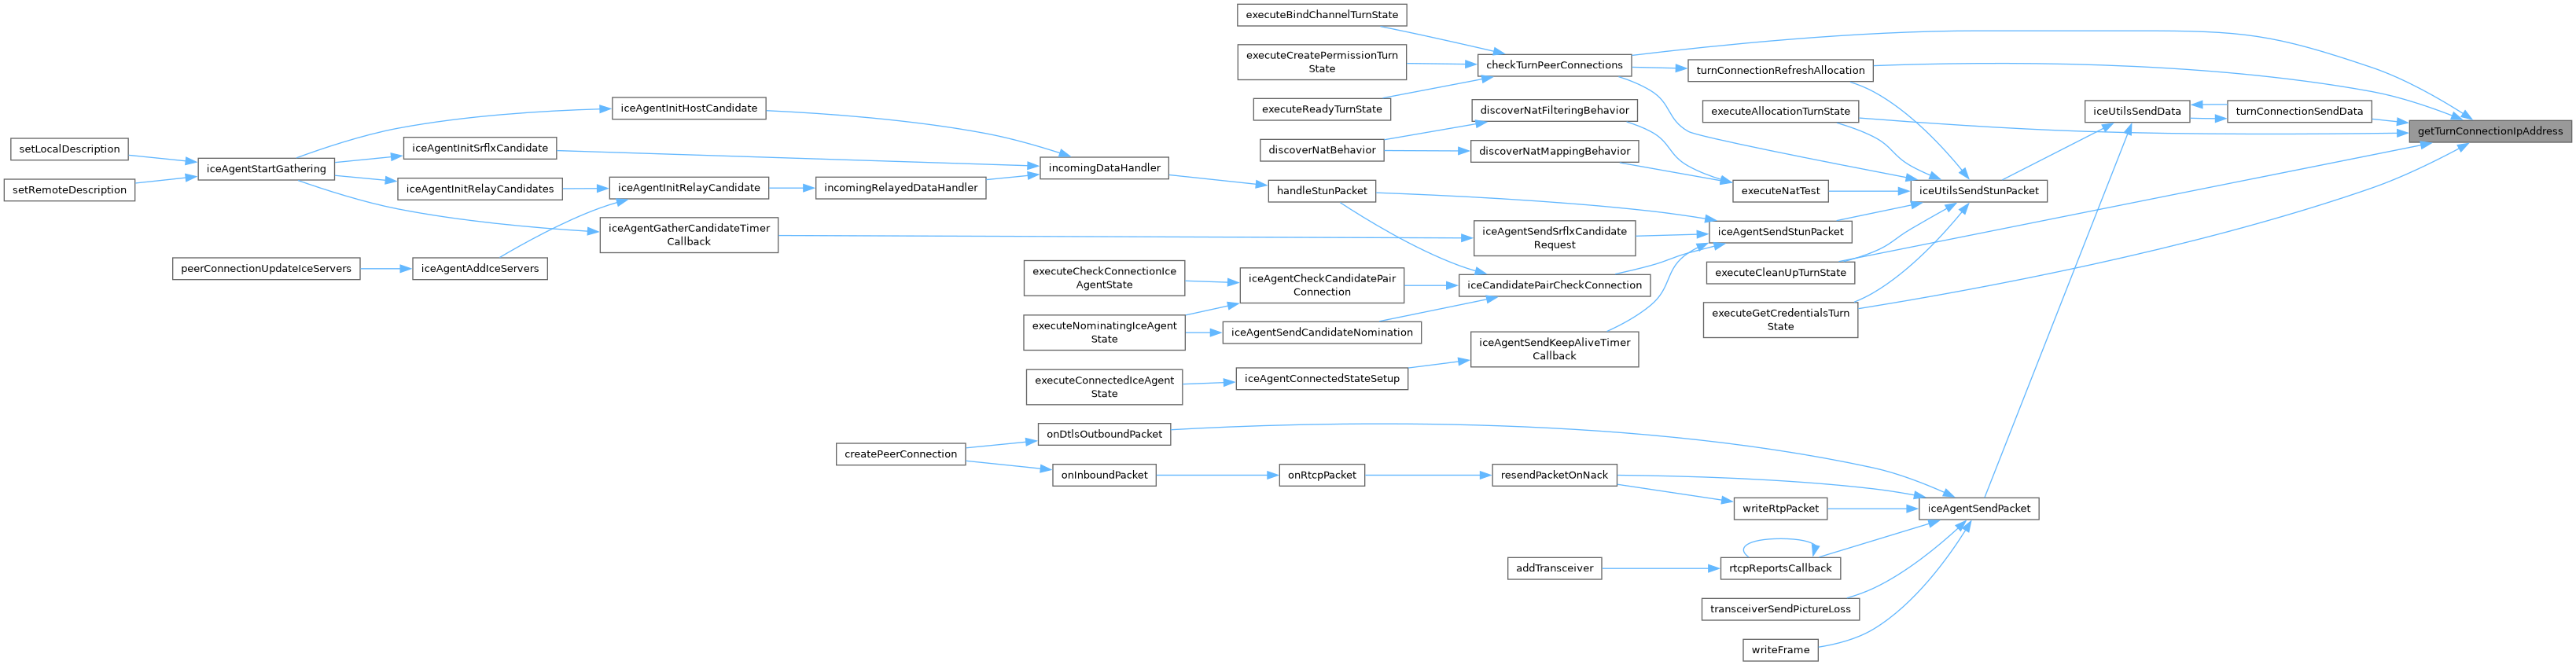 executeBindChannelTurnState
executeCreatePermissionTurn
State
executeReadyTurnState
checkTurnPeerConnections
turnConnectionRefreshAllocation
discoverNatFilteringBehavior
executeAllocationTurnState
iceUtilsSendData
turnConnectionSendData
getTurnConnectionIpAddress
iceAgentInitHostCandidate
setLocalDescription
iceAgentInitSrflxCandidate
discoverNatBehavior
discoverNatMappingBehavior
iceAgentStartGathering
incomingDataHandler
setRemoteDescription
iceAgentInitRelayCandidates
iceAgentInitRelayCandidate
incomingRelayedDataHandler
handleStunPacket
executeNatTest
iceUtilsSendStunPacket
iceAgentGatherCandidateTimer
Callback
iceAgentSendSrflxCandidate
Request
iceAgentSendStunPacket
peerConnectionUpdateIceServers
iceAgentAddIceServers
executeCheckConnectionIce
AgentState
iceAgentCheckCandidatePair
Connection
iceCandidatePairCheckConnection
executeCleanUpTurnState
executeGetCredentialsTurn
State
executeNominatingIceAgent
State
iceAgentSendCandidateNomination
iceAgentSendKeepAliveTimer
Callback
executeConnectedIceAgent
State
iceAgentConnectedStateSetup
createPeerConnection
onDtlsOutboundPacket
onInboundPacket
onRtcpPacket
resendPacketOnNack
writeRtpPacket
iceAgentSendPacket
addTransceiver
rtcpReportsCallback
transceiverSendPictureLoss
writeFrame